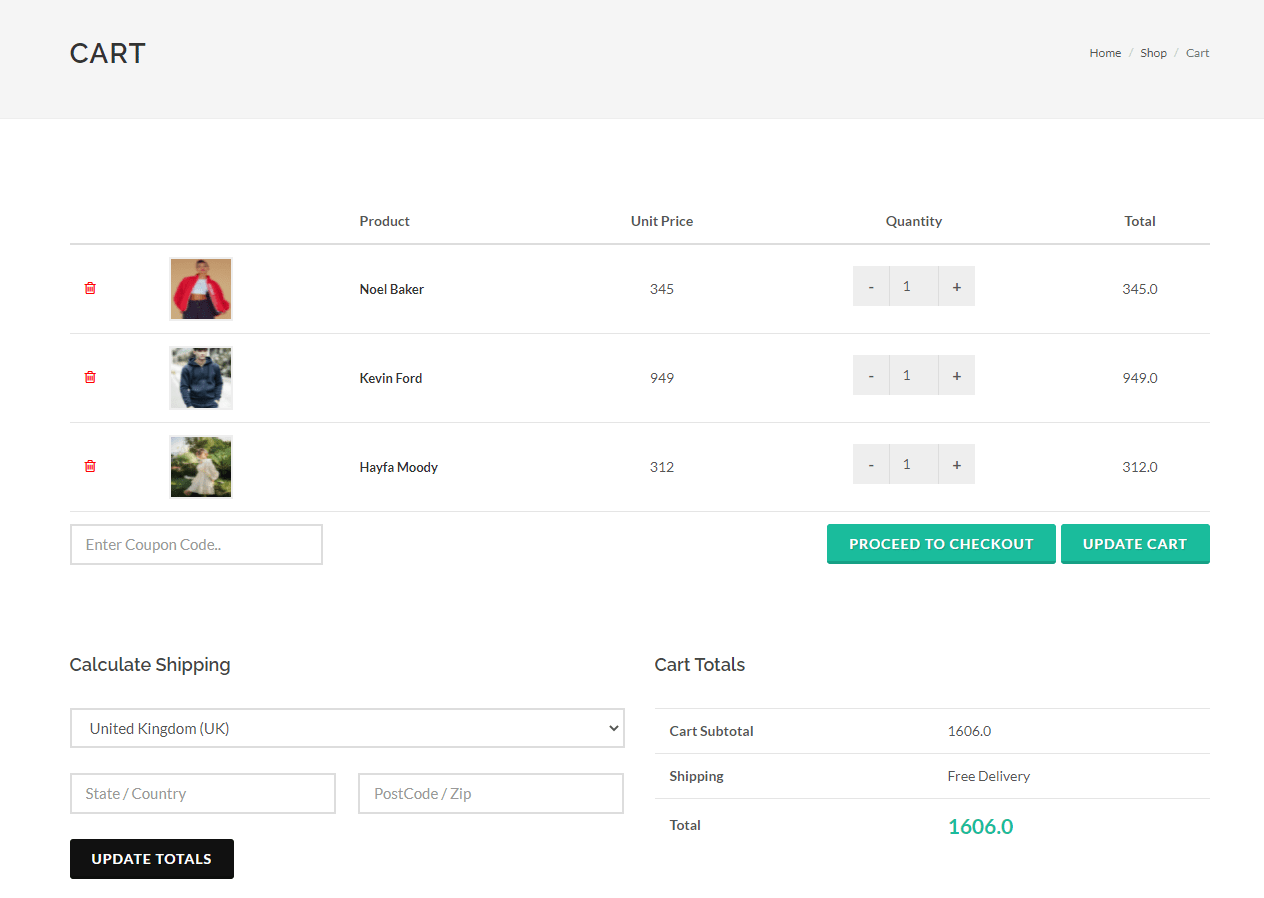 CART
Home / Shop / Cart
Product Unit Price Quantity Total
Noel Baker 345 - 1 + 345.0
Kevin Ford 949 - 1 + 949.0
Hayfa Moody 312 - 1 + 312.0
Enter Coupon Code..
PROCEED TO CHECKOUT
UPDATE CART
Calculate Shipping
United Kingdom (UK)
State / Country
PostCode / Zip
UPDATE TOTALS
Cart Totals
Cart Subtotal 1606.0
Shipping Free Delivery
Total 1606.0